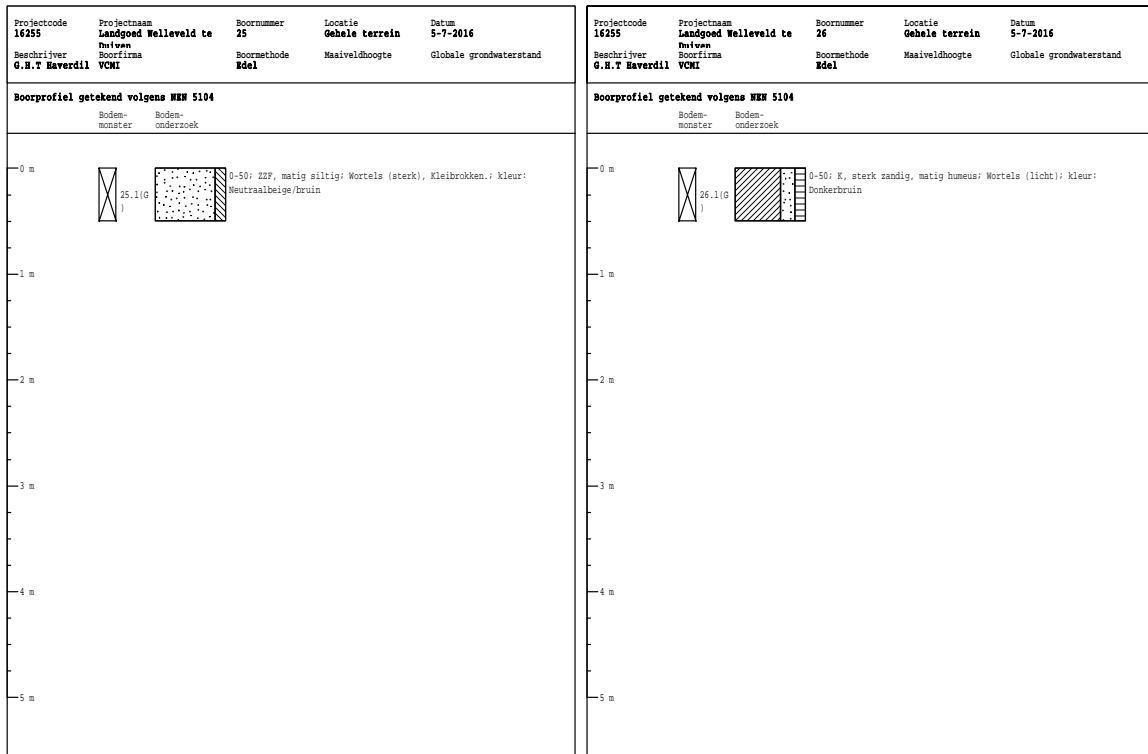 Projectcode Projectnaam Boornummer Locatie Datum
16255 Landgoed Welleveld te 25 Gehele terrein 5-7-2016
Duiven
Beschrijver Boorfirma Boormethode Maaiveldhoogte Globale grondwaterstand
G.H.T Haverdil VCMI Edel
Boorprofiel getekend volgens NEN 5104
Bodem- Bodem-
monster onderzoek
0 m
0-50; ZZF, matig siltig; Wortels (sterk), Kleibrokken.; kleur:
25.1(G Neutraalbeige/bruin
)
1 m
2 m
3 m
4 m
5 m
Projectcode Projectnaam Boornummer Locatie Datum
16255 Landgoed Welleveld te 26 Gehele terrein 5-7-2016
Duiven
Beschrijver Boorfirma Boormethode Maaiveldhoogte Globale grondwaterstand
G.H.T Haverdil VCMI Edel
Boorprofiel getekend volgens NEN 5104
Bodem- Bodem-
monster onderzoek
0 m
0-50; K, sterk zandig, matig humeus; Wortels (licht); kleur:
26.1(G Donkerbruin
)
1 m
2 m
3 m
4 m
5 m